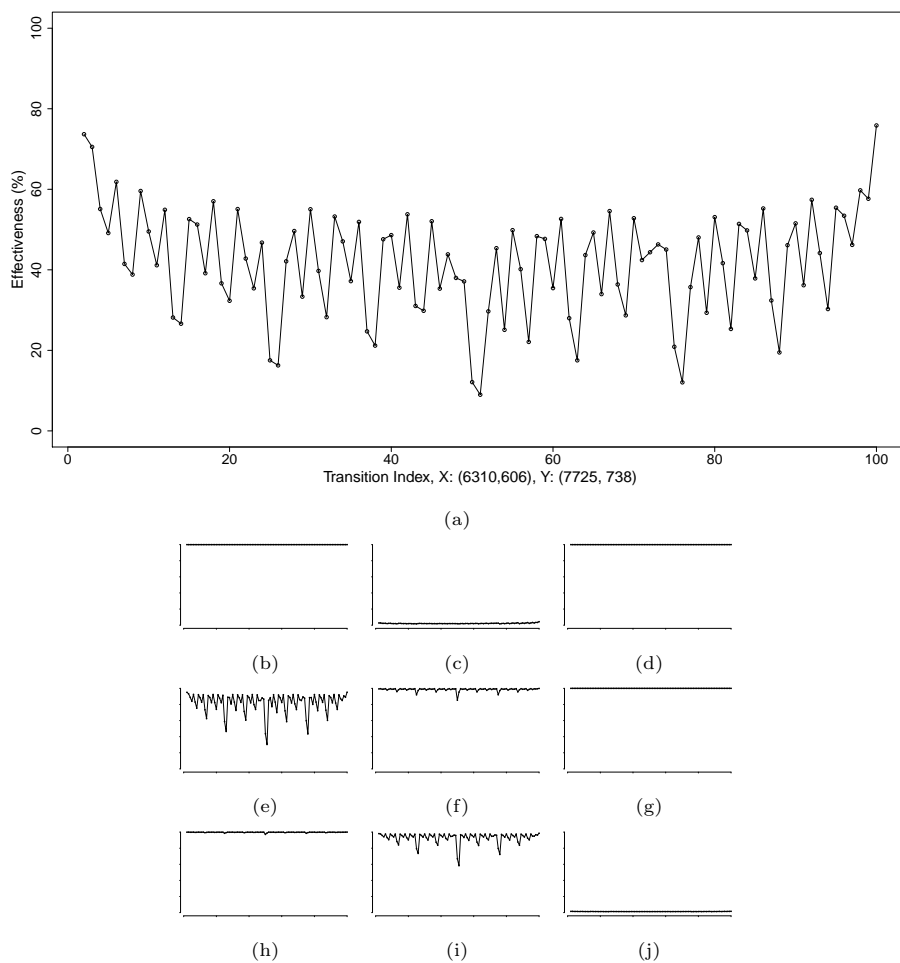 100
80
60
40
20
0
Effectiveness (%)
0 20 40 60 80 100
Transition Index, X: (6310,606), Y: (7725, 738)
(a)
(b) (c) (d)
(e) (f) (g)
(h) (i) (j)